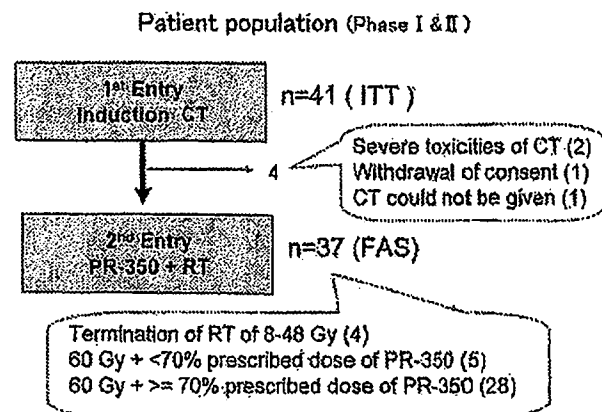 Patient population (Phase I & II)
1st Entry
Induction CT
n=41 ( ITT )
4
Severe toxicities of CT (2)
Withdrawal of consent (1)
CT could not be given (1)
2nd Entry
PR-350 + RT
n=37 (FAS)
Termination of RT of 8-48 Gy (4)
60 Gy + <70% prescribed dose of PR-350 (5)
60 Gy + >= 70% prescribed dose of PR-350 (28)